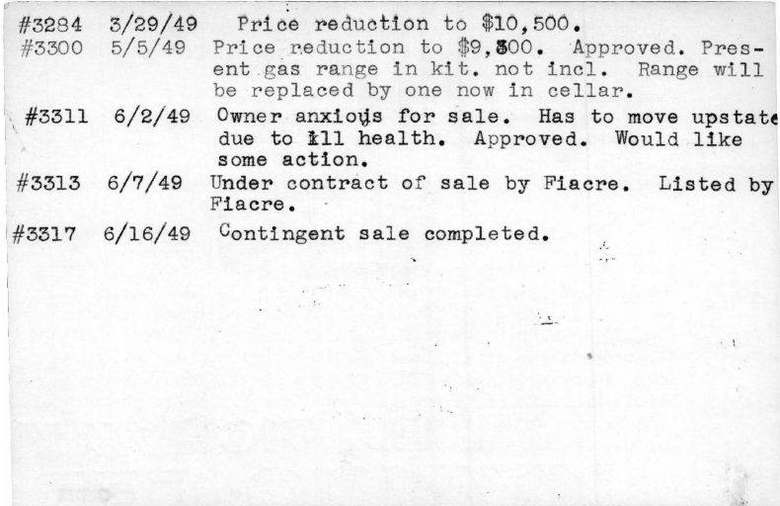 #3284 3/29/49 Price reduction to $10,500.
#3300 5/5/49 Price reduction to $9,800. Approved. Pres-
ent gas range in kit. not incl. Range will
be replaced by one now in cellar.
#3311 6/2/49 Owner anxious for sale. Has to move upstate
due to ill health. Approved. Would like
some action.
#3313 6/7/49 Under contract of sale by Fiacre. Listed by
Fiacre.
#3317 6/16/49 Contingent sale completed.